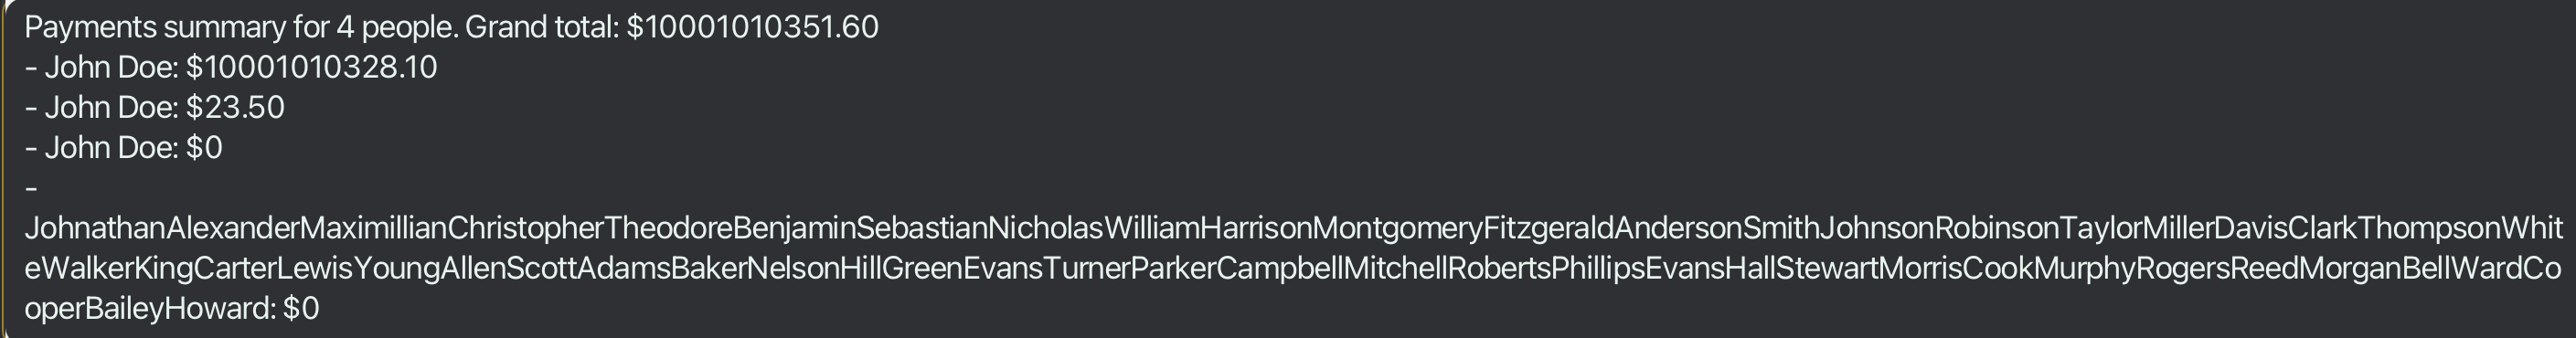 Payments summary for 4 people. Grand total: $10001010351.60
- John Doe: $10001010328.10
- John Doe: $23.50
- John Doe: $0
-
JohnathanAlexanderMaximillianChristopherTheodoreBenjaminSebastianNicholasWilliamHarrisonMontgomeryFitzgeraldAndersonSmithJohnsonRobinsonTaylorMillerDavisClarkThompsonWhit
eWalkerKingCarterLewisYoungAllenScottAdamsBakerNelsonHillGreenEvansTurnerParkerCampbellMitchellRobertsPhillipsEvansHallStewartMorrisCookMurphyRogersReedMorganBellWardCo
operBaileyHoward: $0